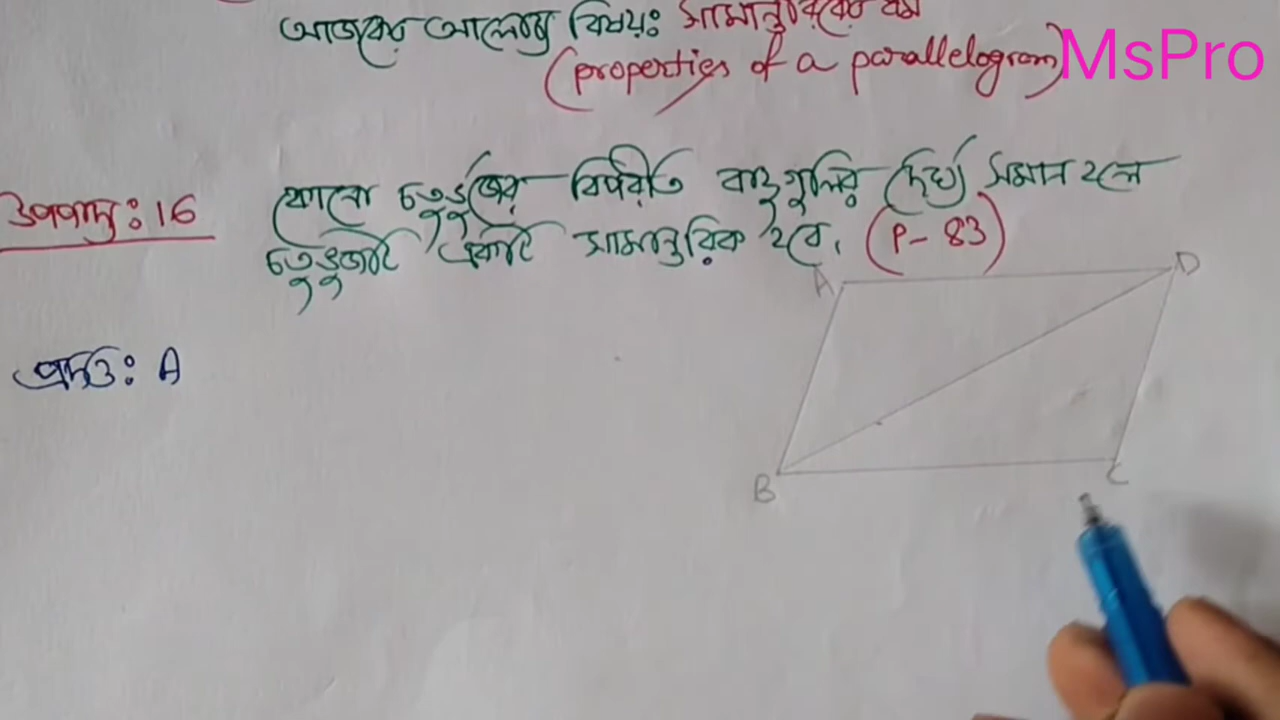 আজকের আলোচ্য বিষয়ঃ সামান্তরিকের ধর্ম
(properties of a parallelogram)
MsPro
উপপাদ্যঃ 16
কোনো চতুর্ভুজের বিপরীত বাহুগুলির দৈর্ঘ্য সমান হলে
চতুর্ভুজটি একটি সামান্তরিক হবে। (P-83)
A D
প্রদত্তঃ A
B C